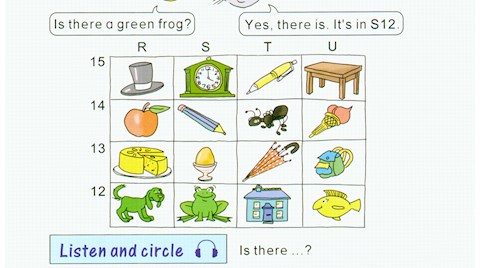 Is there a green frog?
Yes, there is. It's in S12.
R S T U
15
14
13
12
Listen and circle
Is there ...?